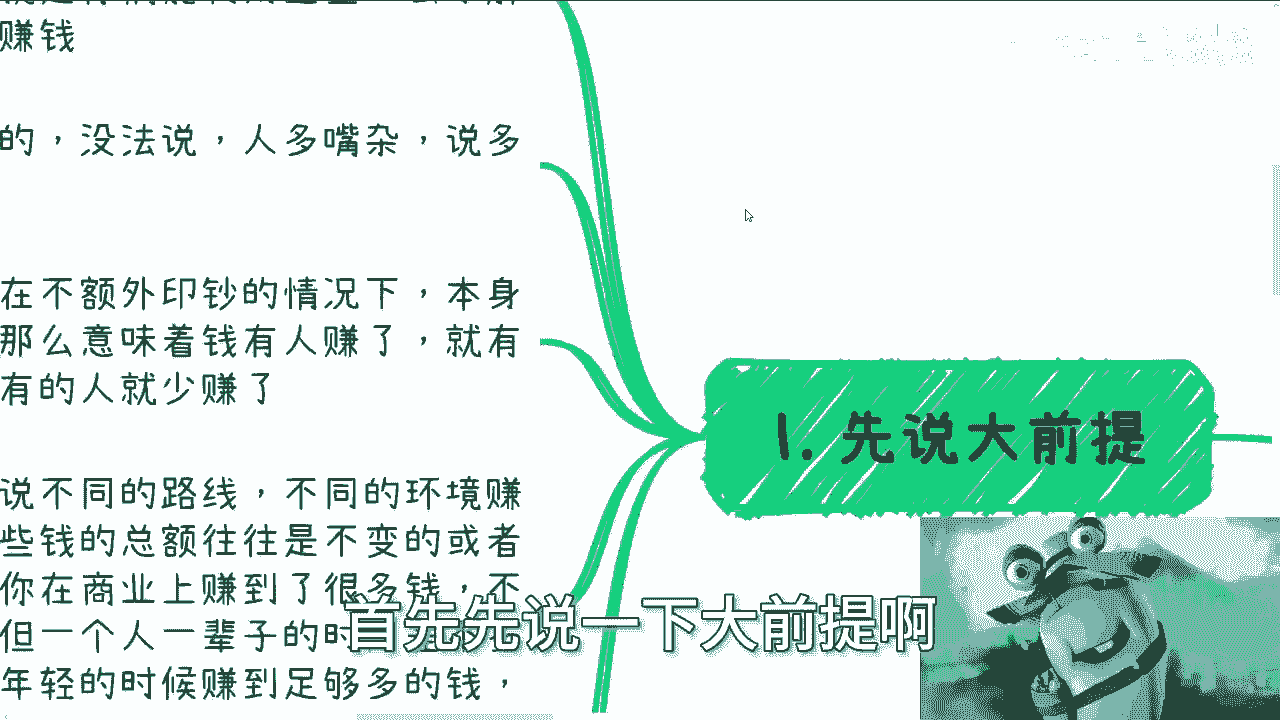 赚钱
的，没法说，人多嘴杂，说多
在不额外印钞的情况下，本身
那么意味着钱有人赚了，就有
有的人就少赚了
说不同的路线，不同的环境赚
些钱的总额往往是不变的或者
你在商业上赚到了很多钱，不
但一个人一辈子的时
年轻的时候赚到足够多的钱，
1. 先说大前提
首先先说一下大前提啊